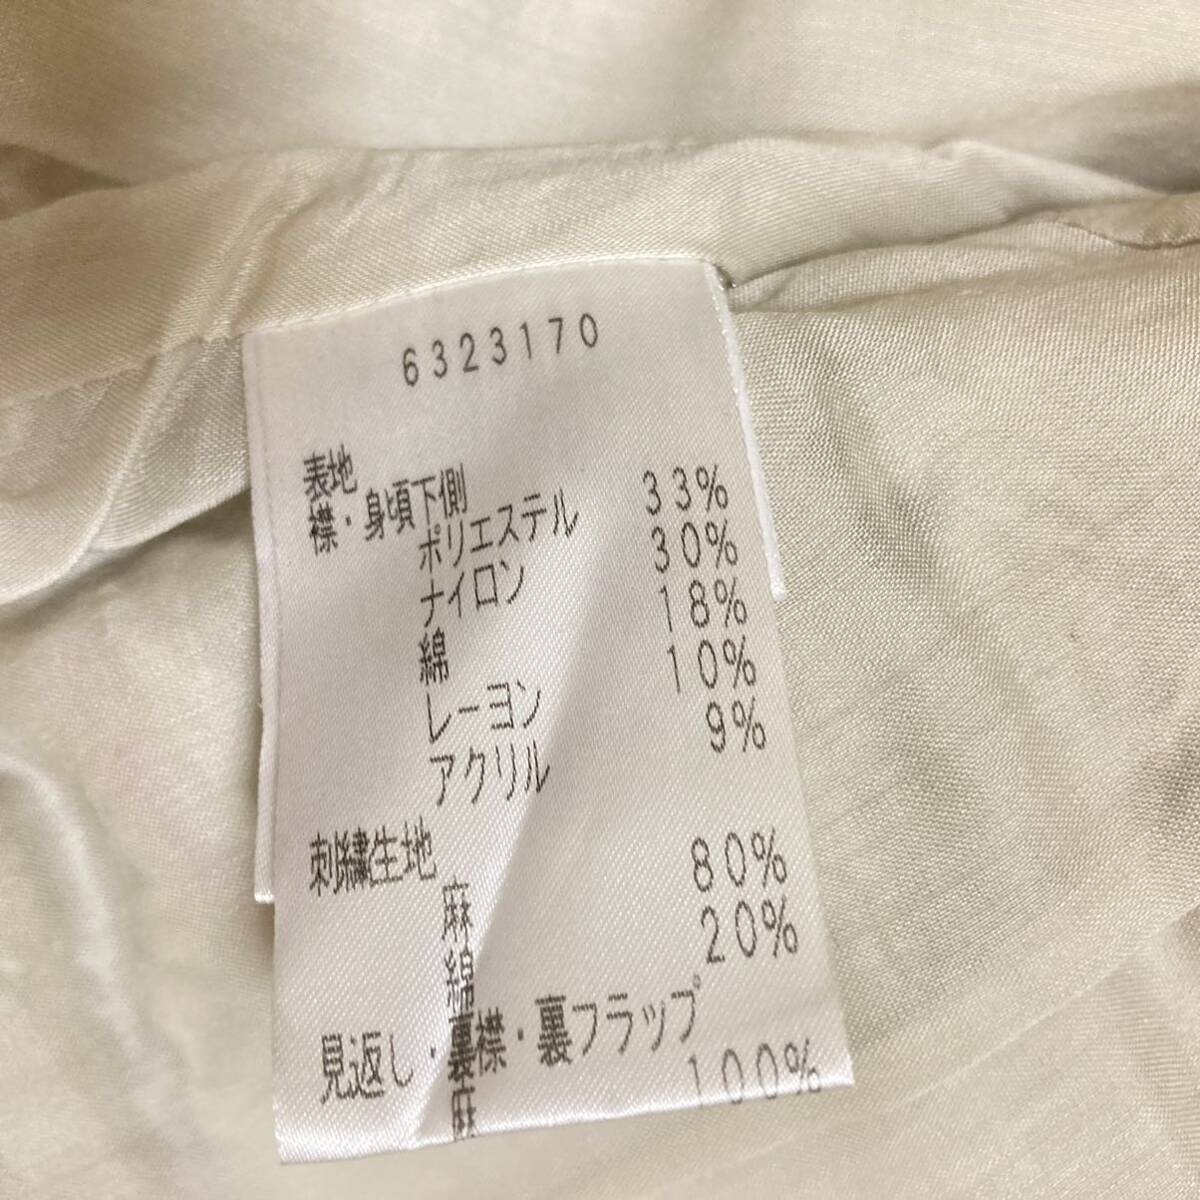 6323170
表地
襟・身頃下側
ポリエステル 33%
ナイロン 30%
綿 18%
レーヨン 10%
アクリル 9%
刺繍生地
麻 80%
綿 20%
見返し・裏襟・裏フラップ
麻 100%